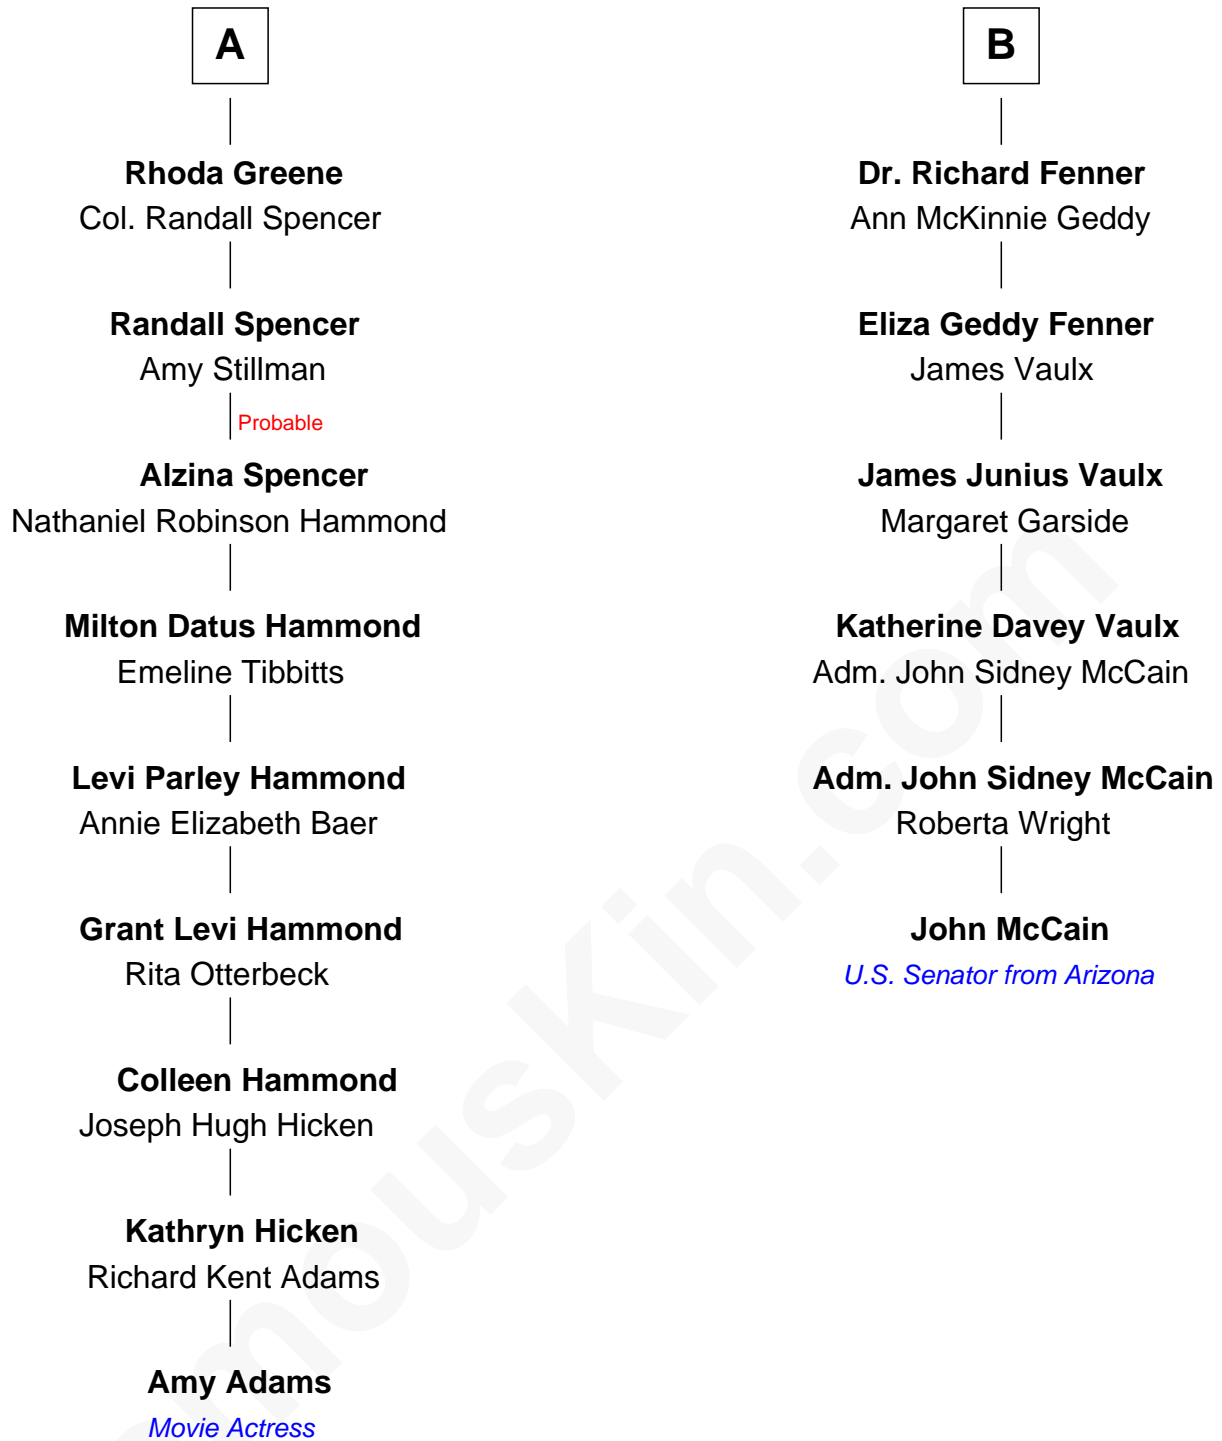 A
Rhoda Greene
Col. Randall Spencer
Randall Spencer
Amy Stillman
Probable
Alzina Spencer
Nathaniel Robinson Hammond
Milton Datus Hammond
Emeline Tibbitts
Levi Parley Hammond
Annie Elizabeth Baer
Grant Levi Hammond
Rita Otterbeck
Colleen Hammond
Joseph Hugh Hicken
Kathryn Hicken
Richard Kent Adams
Amy Adams
Movie Actress
B
Dr. Richard Fenner
Ann McKinnie Geddy
Eliza Geddy Fenner
James Vaulx
James Junius Vaulx
Margaret Garside
Katherine Davey Vaulx
Adm. John Sidney McCain
Adm. John Sidney McCain
Roberta Wright
John McCain
U.S. Senator from Arizona
mouskin.com